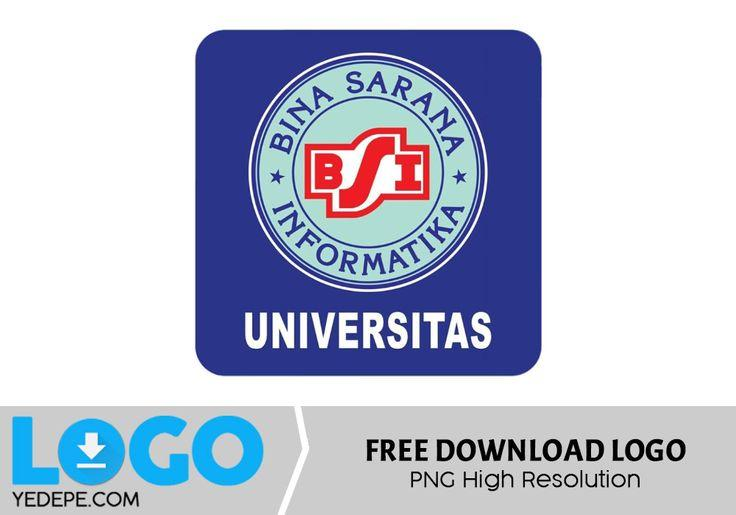 BINA SARANA
BSI
INFORMATIKA
UNIVERSITAS
LOGO
YEDEPE.COM
FREE DOWNLOAD LOGO
PNG High Resolution